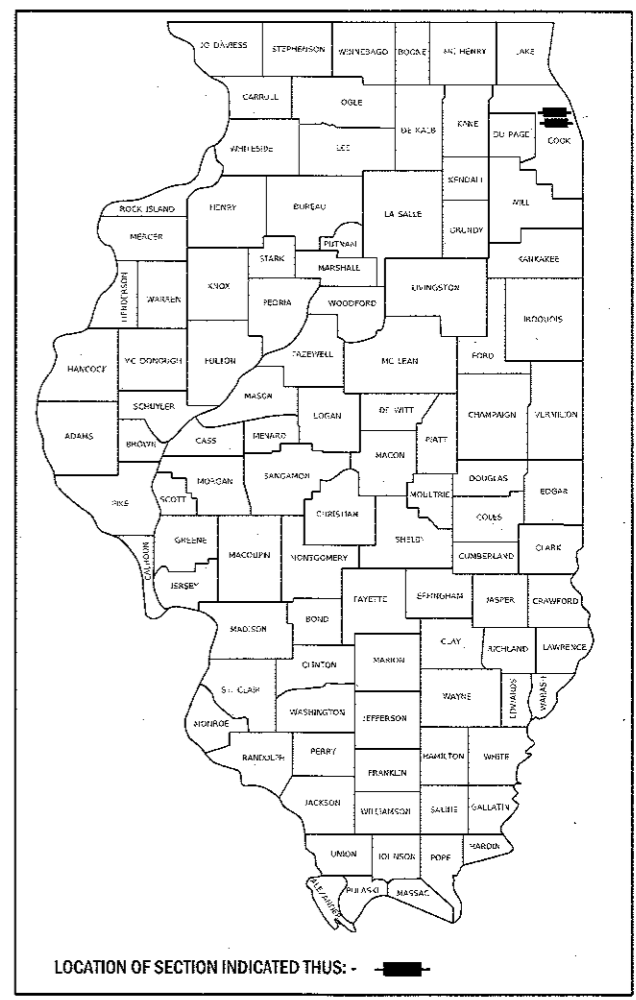 JO DAVIESS STEPHENSON WINNEBAGO BOONE MC HENRY LAKE
CARROLL OGLE
DE KALB KANE DU PAGE COOK
WHITESIDE LEE
KENDALL
ROCK ISLAND HENRY BUREAU LA SALLE WILL
MERCER PUTNAM GRUNDY
STARK MARSHALL KANKAKEE
HENDERSON WARREN KNOX PEORIA WOODFORD LIVINGSTON
IROQUOIS
HANCOCK MC DONOUGH FULTON TAZEWELL MC LEAN FORD
MASON
SCHUYLER LOGAN DE WITT CHAMPAIGN VERMILION
ADAMS BROWN CASS MENARD MACON PIATT
MORGAN SANGAMON DOUGLAS
PIKE SCOTT CHRISTIAN MOULTRIE COLES EDGAR
CALHOUN GREENE MACOUPIN MONTGOMERY SHELBY CUMBERLAND CLARK
JERSEY
FAYETTE EFFINGHAM JASPER CRAWFORD
MADISON BOND
CLINTON MARION CLAY RICHLAND LAWRENCE
ST. CLAIR WAYNE EDWARDS WABASH
MONROE WASHINGTON JEFFERSON
RANDOLPH PERRY HAMILTON WHITE
FRANKLIN
JACKSON WILLIAMSON SALINE GALLATIN
UNION JOHNSON POPE HARDIN
ALEXANDER PULASKI MASSAC
LOCATION OF SECTION INDICATED THUS: -